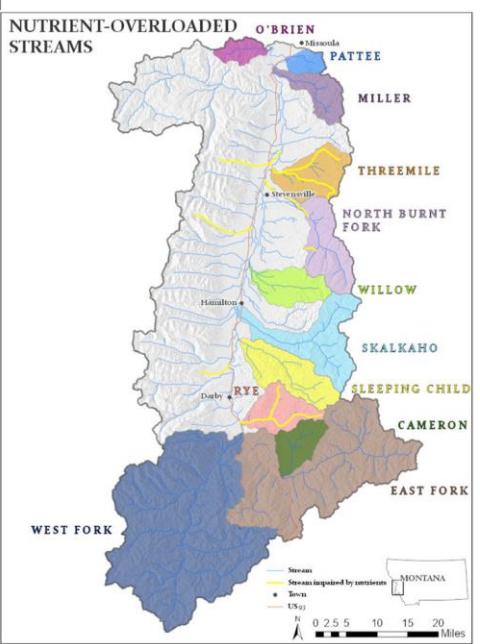 NUTRIENT-OVERLOADED
STREAMS
O'BRIEN
Missoula
PATTEE
MILLER
THREEMILE
Stevensville
NORTH BURNT
FORK
WILLOW
Hamilton
SKALKAHO
SLEEPING CHILD
RYE
Darby
CAMERON
EAST FORK
WEST FORK
Stream
Stream impaired by nutrients
Town
US 93
MONTANA
N
0 2.5 5 10 15 20
Miles